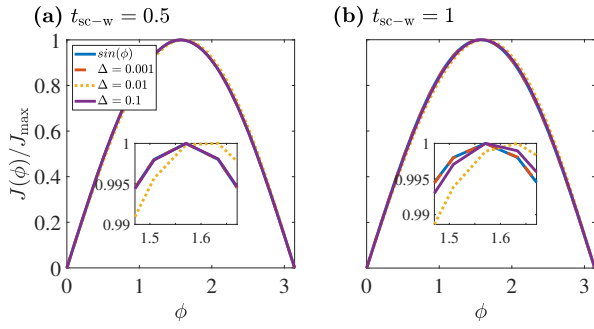 (a) t_sc−w = 0.5
(b) t_sc−w = 1
J(ϕ)/J_max
1
0.8
0.6
0.4
0.2
0
sin(ϕ)
Δ = 0.001
Δ = 0.01
Δ = 0.1
1
0.995
0.99
1.5 1.6
0 1 2 3
ϕ
1
0.995
0.99
1.5 1.6
0 1 2 3
ϕ